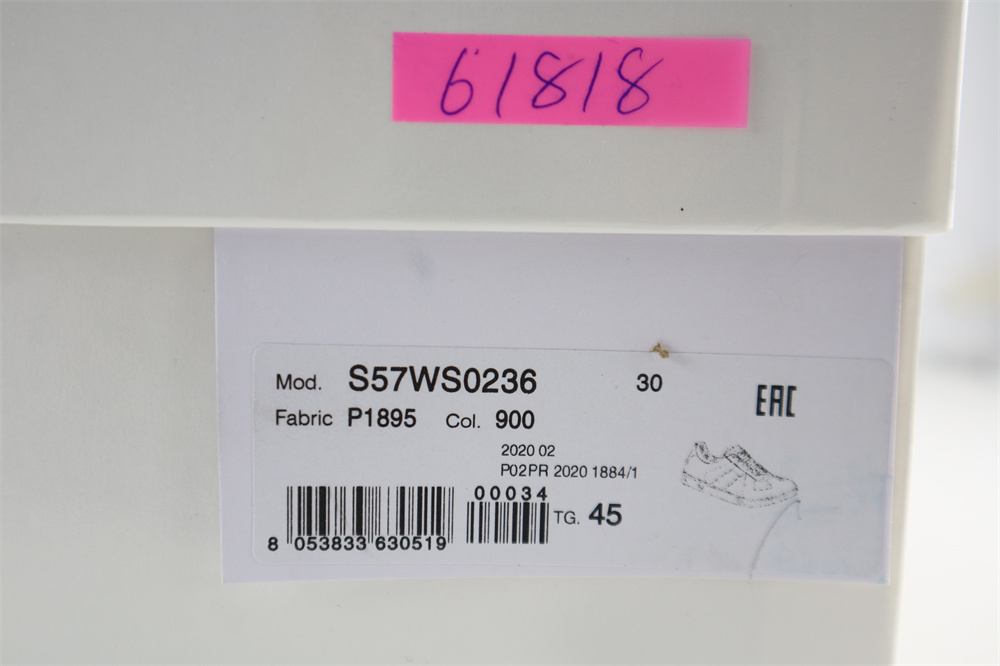 61818
Mod. S57WS0236 30
EAC
Fabric P1895 Col. 900
2020 02
P02PR 2020 1884/1
00034
TG. 45
8 053833 630519